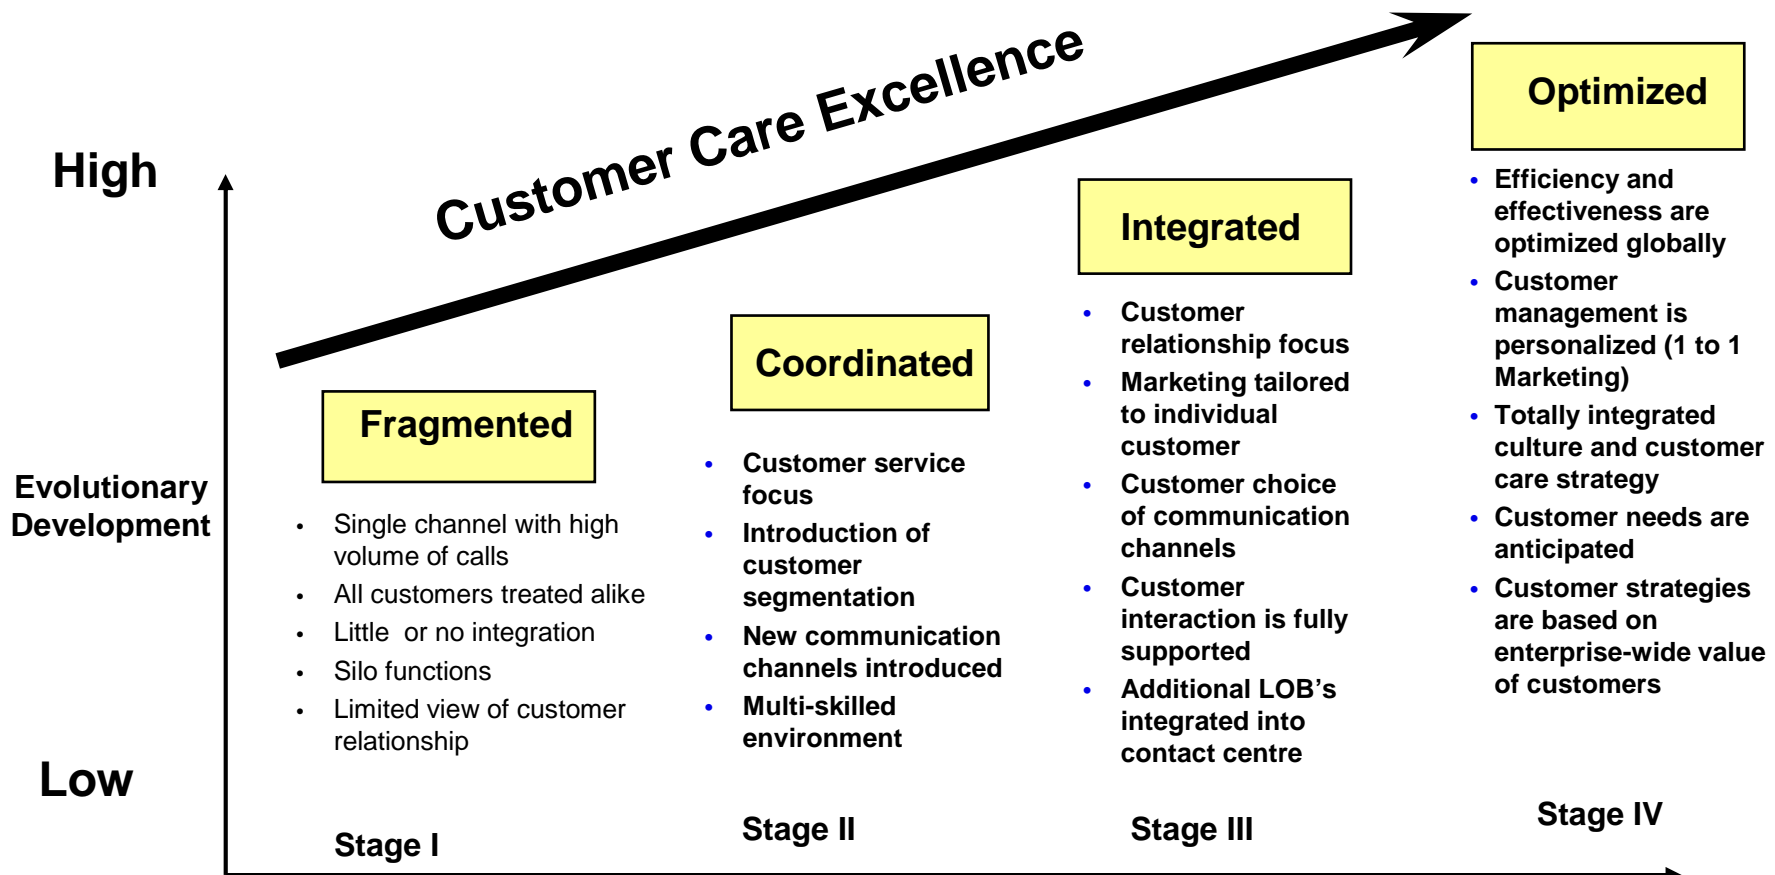 Customer Care Excellence
High
Evolutionary
Development
Low
Fragmented
• Single channel with high
volume of calls
• All customers treated alike
• Little or no integration
• Silo functions
• Limited view of customer
relationship
Stage I
Coordinated
• Customer service
focus
• Introduction of
customer
segmentation
• New communication
channels introduced
• Multi-skilled
environment
Stage II
Integrated
• Customer
relationship focus
• Marketing tailored
to individual
customer
• Customer choice
of communication
channels
• Customer
interaction is fully
supported
• Additional LOB’s
integrated into
contact centre
Stage III
Optimized
• Efficiency and
effectiveness are
optimized globally
• Customer
management is
personalized (1 to 1
Marketing)
• Totally integrated
culture and customer
care strategy
• Customer needs are
anticipated
• Customer strategies
are based on
enterprise-wide value
of customers
Stage IV